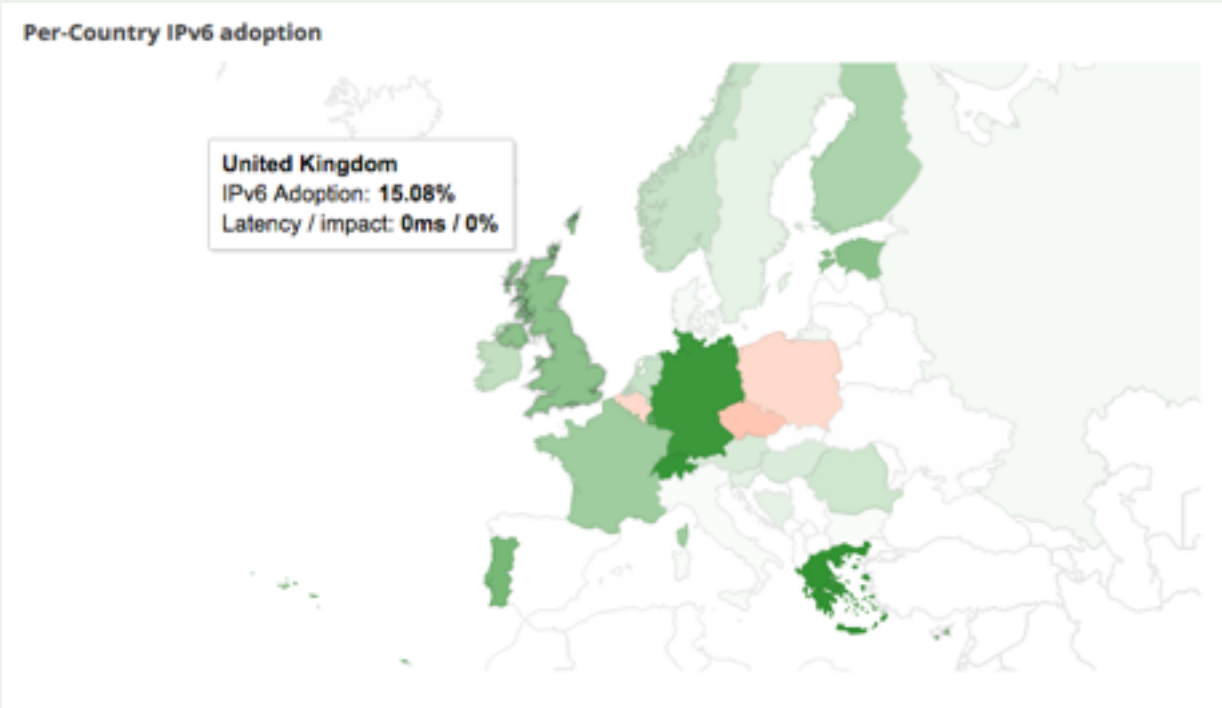 Per-Country IPv6 adoption
United Kingdom
IPv6 Adoption: 15.08%
Latency / impact: 0ms / 0%